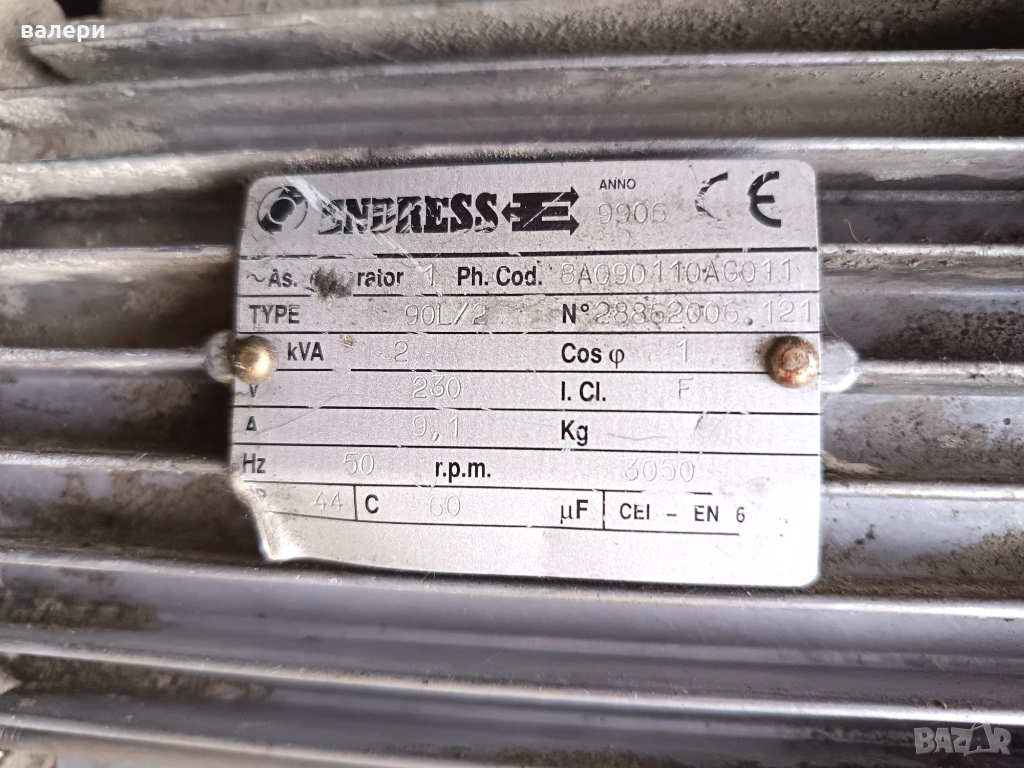 валери
ENDRESS ANNO 9906 CE
~As. 1 Ph. Cod. 8A090110AG011
TYPE 90L/2 N° 28862006.121
kVA 2 Cos φ 1
V 230 I. Cl. F
A 9,1 Kg
Hz 50 r.p.m. 3050
44 C 60 µF CEI - EN 6
BAZAR